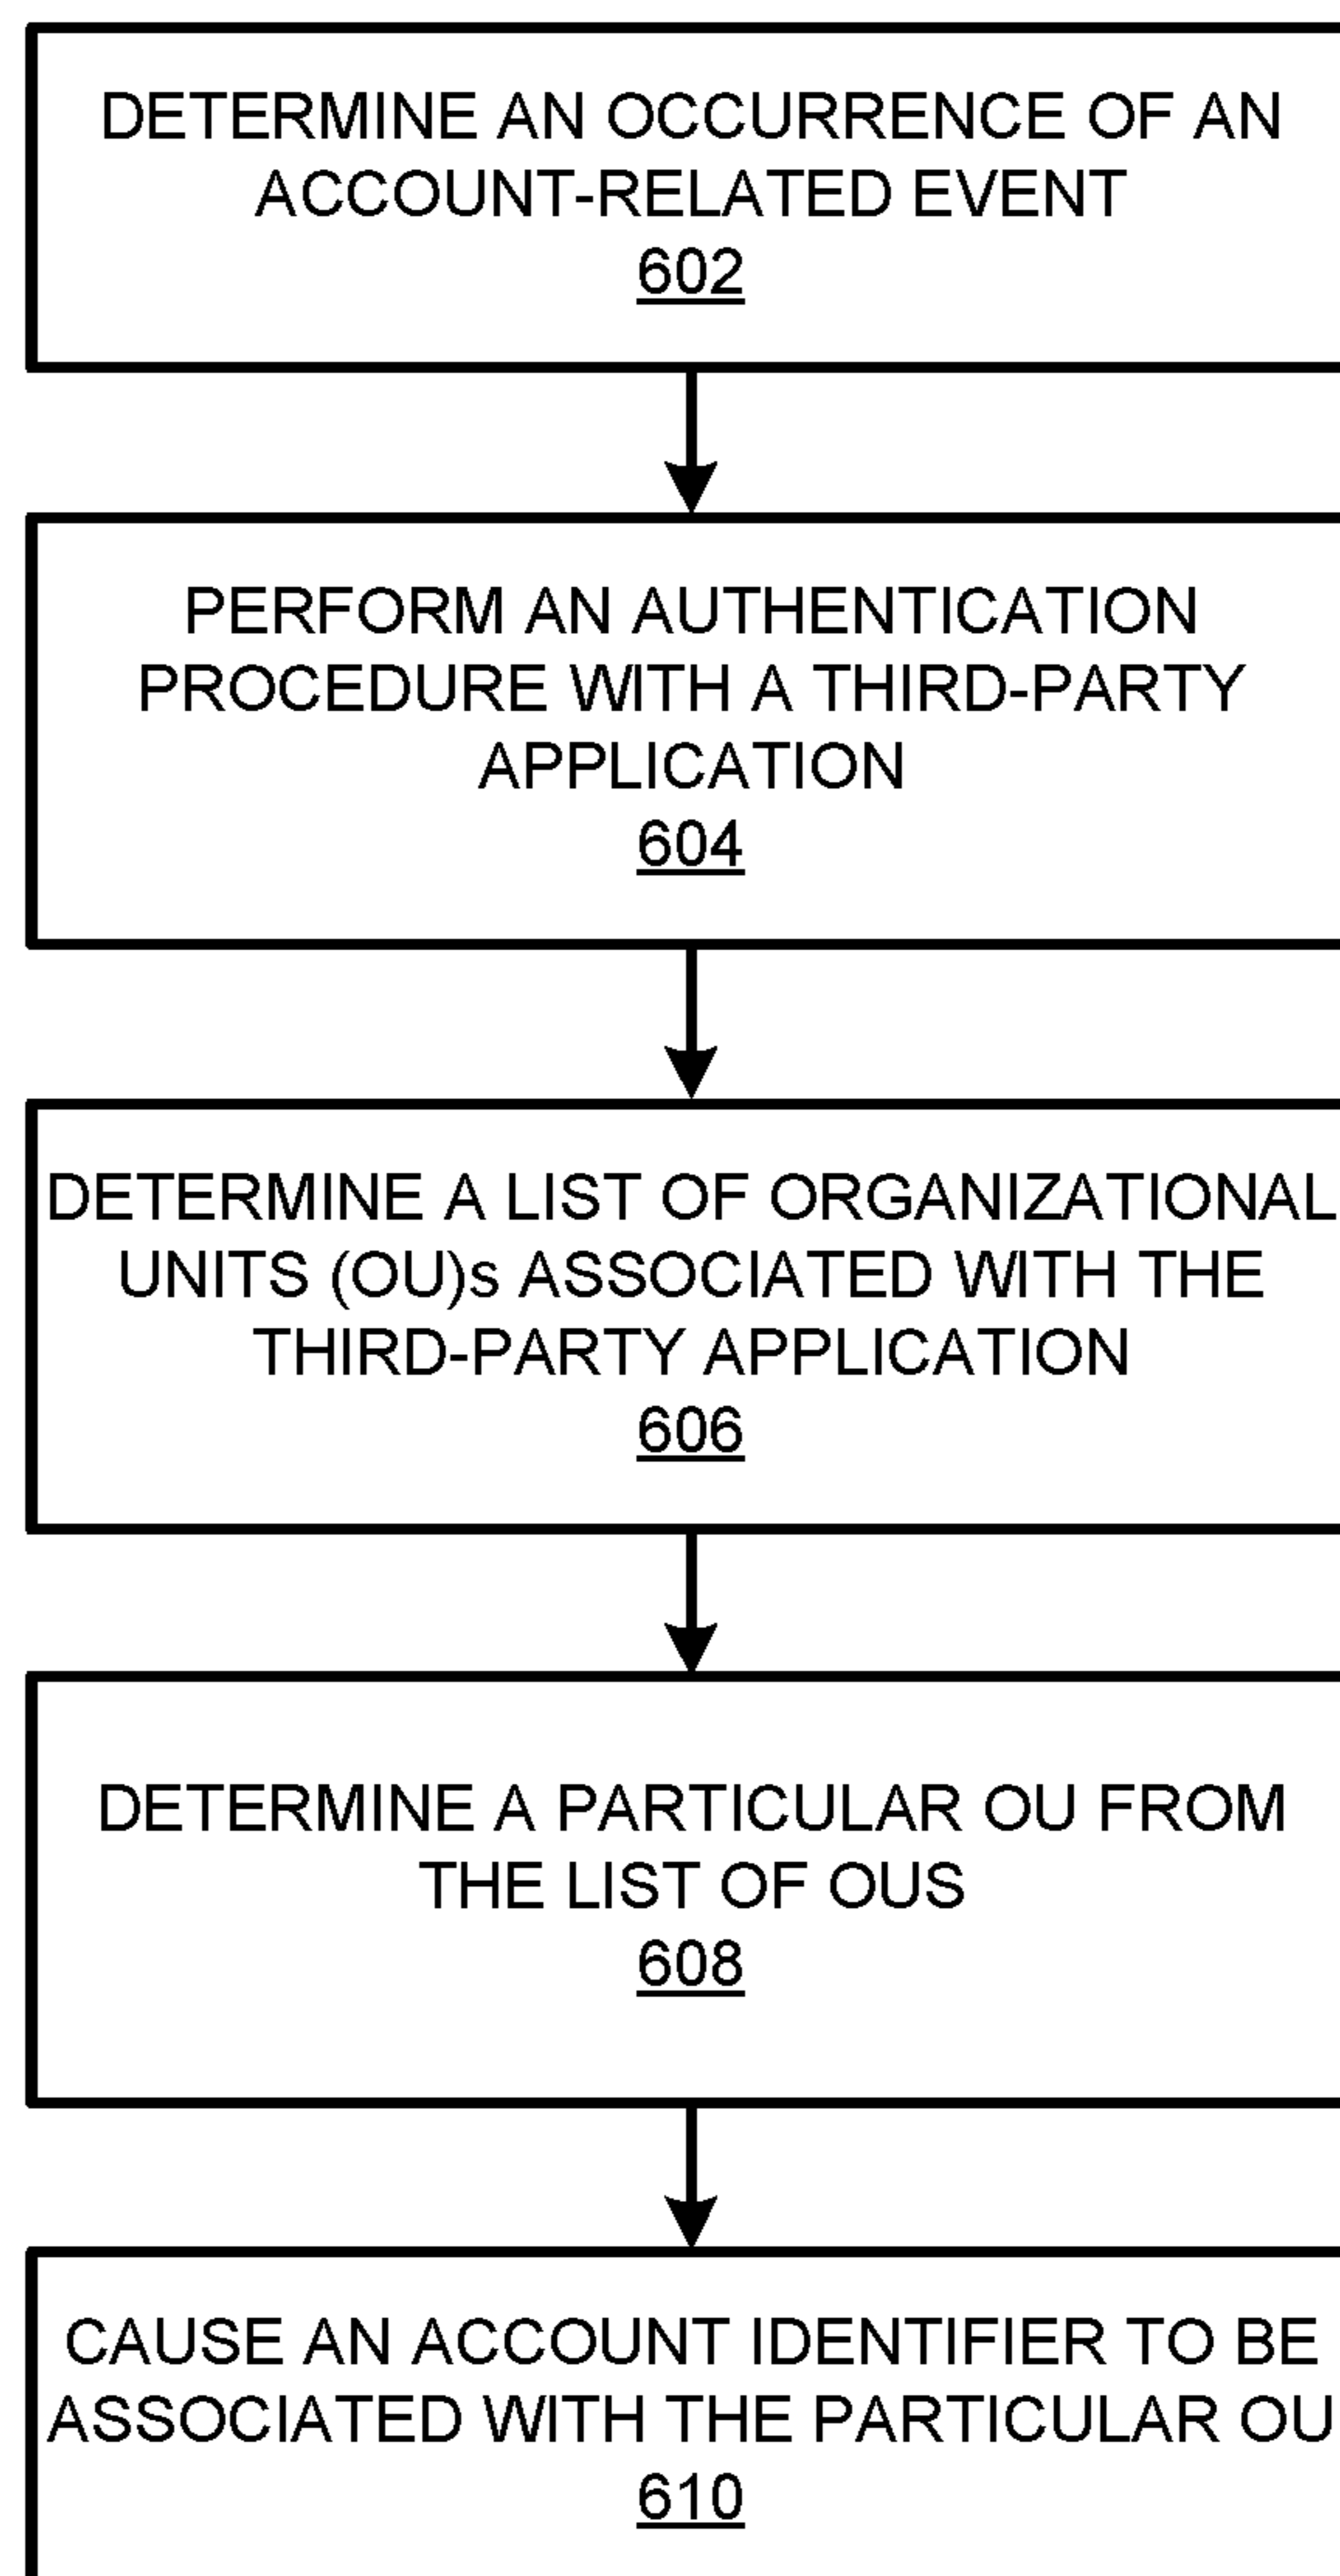 DETERMINE AN OCCURRENCE OF AN
ACCOUNT-RELATED EVENT
602
PERFORM AN AUTHENTICATION
PROCEDURE WITH A THIRD-PARTY
APPLICATION
604
DETERMINE A LIST OF ORGANIZATIONAL
UNITS (OU)s ASSOCIATED WITH THE
THIRD-PARTY APPLICATION
606
DETERMINE A PARTICULAR OU FROM
THE LIST OF OUS
608
CAUSE AN ACCOUNT IDENTIFIER TO BE
ASSOCIATED WITH THE PARTICULAR OU
610